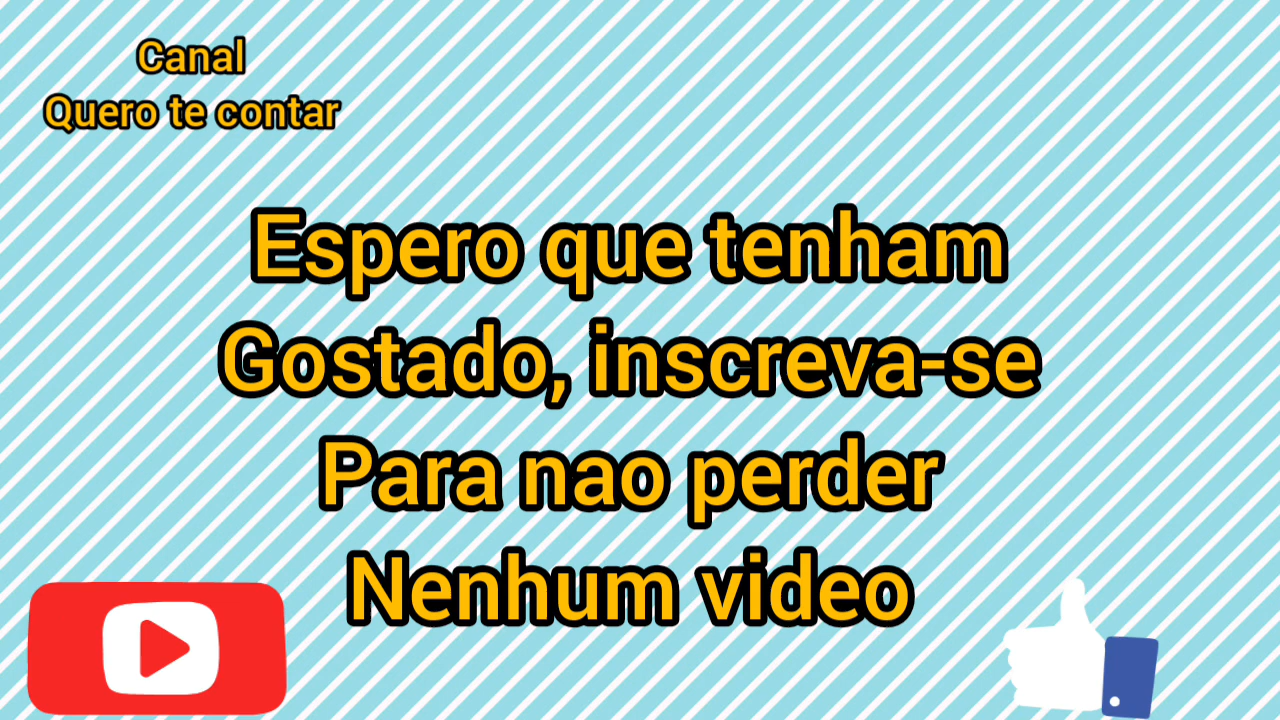 Canal
Quero te contar
Espero que tenham
Gostado, inscreva-se
Para nao perder
Nenhum video